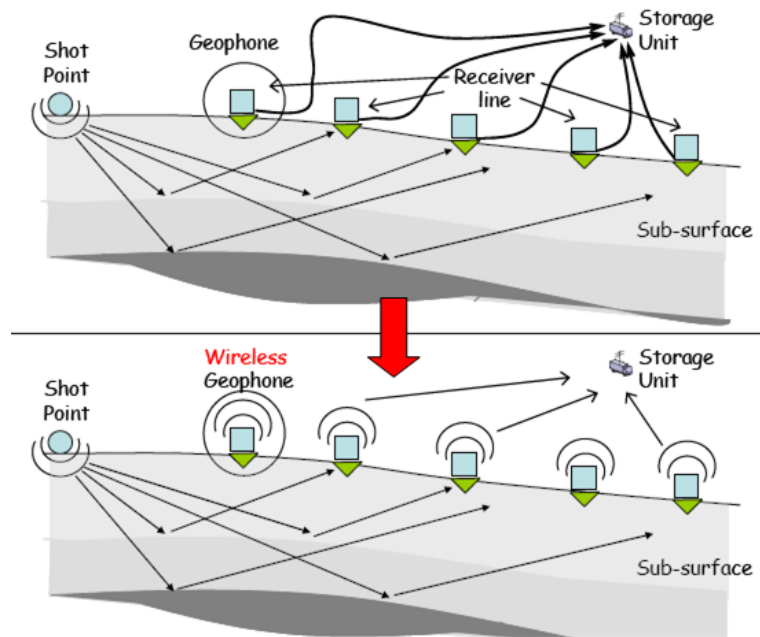 Shot
Point
Geophone
Storage
Unit
Receiver
line
Sub-surface
Wireless
Geophone
Shot
Point
Storage
Unit
Sub-surface